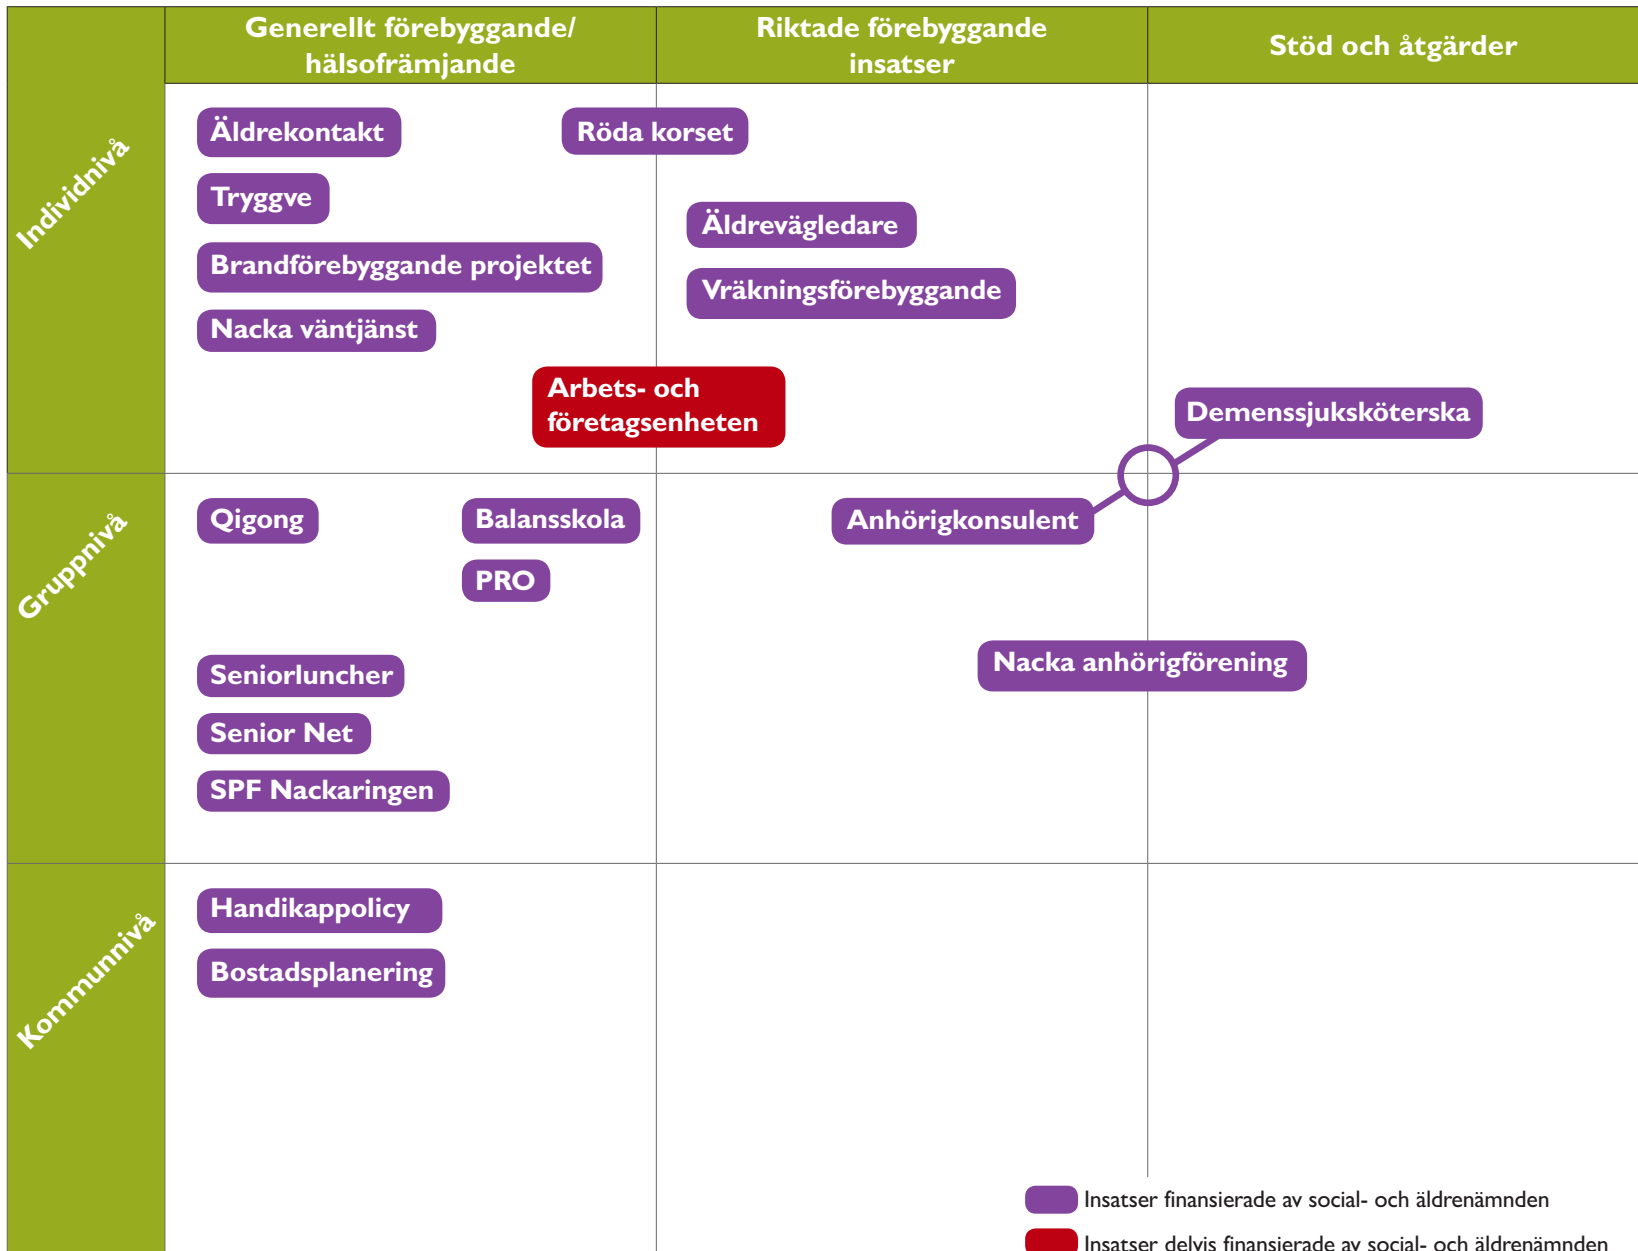 Generellt förebyggande/
hälsofrämjande
Riktade förebyggande
insatser
Stöd och åtgärder
Individnivå
Äldrekontakt
Röda korset
Tryggve
Äldrevägledare
Brandförebyggande projektet
Vräkningsförebyggande
Nacka väntjänst
Arbets- och
företagsenheten
Demenssjuksköterska
Gruppnivå
Qigong
Balansskola
Anhörigkonsulent
PRO
Nacka anhörigförening
Seniorluncher
Senior Net
SPF Nackaringen
Kommunnivå
Handikappolicy
Bostadsplanering
Insatser finansierade av social- och äldrenämnden
Insatser delvis finansierade av social- och äldrenämnden